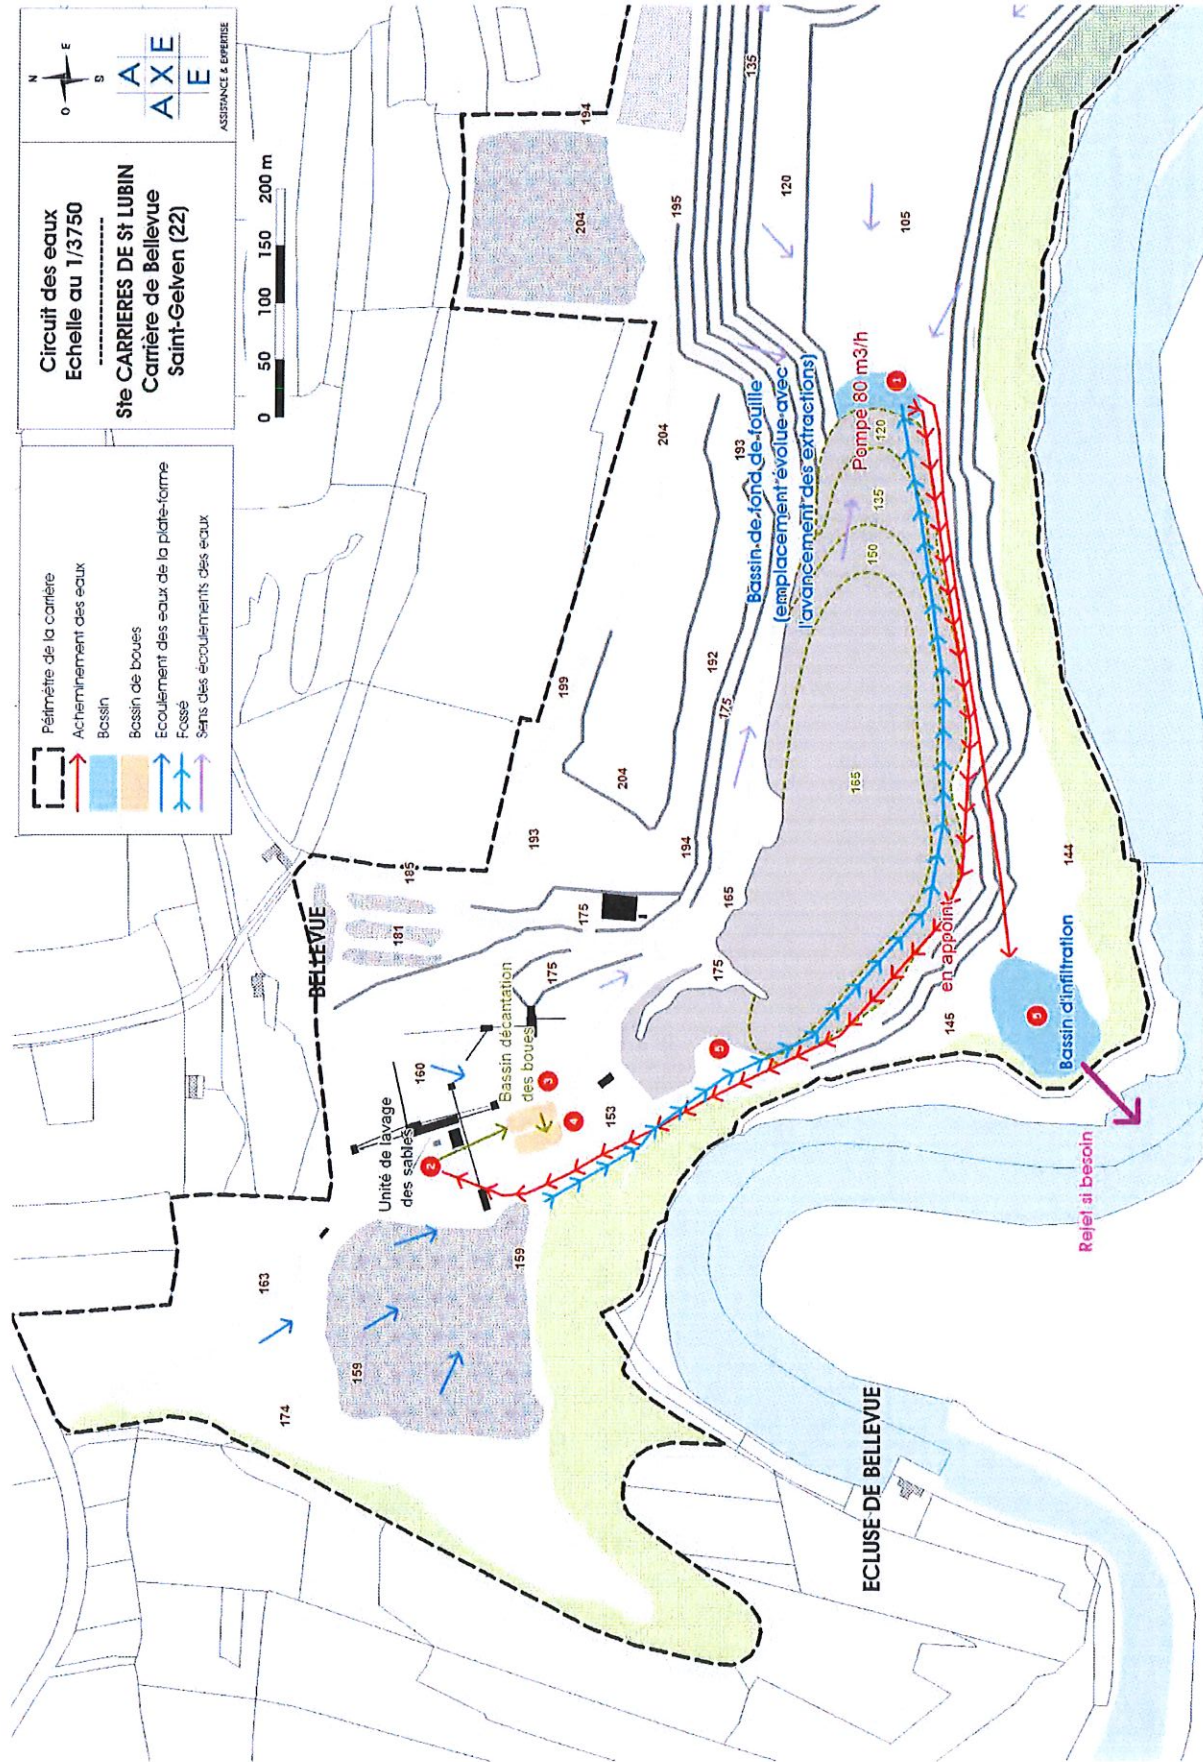 Circuit des eaux
Echelle au 1/3750
Ste CARRIERES DE St LUBIN
Carrière de Bellevue
Saint-Gelven (22)
N
O
E
S
A
A X E
E
ASSISTANCE & EXPERTISE
0 50 100 150 200 m
Périmètre de la carrière
Acheminement des eaux
Bassin
Bassin de boues
Ecoulement des eaux de la plate-forme
Fossé
Sens des écoulements des eaux
BELLEVUE
Unité de lavage
des sables
Bassin décantation
des boues
Bassin de fond de fouille
(emplacement évolue avec
l'avancement des extractions)
Pompe 80 m3/h
en appoint
Bassin d'infiltration
Rejet si besoin
ECLUSE DE BELLEVUE
174
163
159
159
160
153
181
185
175
175
175
165
193
194
204
199
192
175
204
193
195
204
194
135
120
105
120
135
150
165
145
144
1
2
3
4
5
5